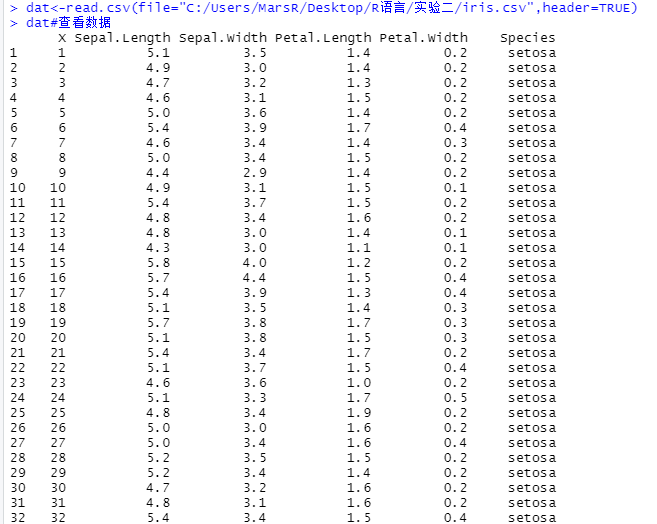 > dat<-read.csv(file="C:/Users/MarsR/Desktop/R语言/实验二/iris.csv",header=TRUE)
> dat#查看数据
X Sepal.Length Sepal.Width Petal.Length Petal.Width Species
1 1 5.1 3.5 1.4 0.2 setosa
2 2 4.9 3.0 1.4 0.2 setosa
3 3 4.7 3.2 1.3 0.2 setosa
4 4 4.6 3.1 1.5 0.2 setosa
5 5 5.0 3.6 1.4 0.2 setosa
6 6 5.4 3.9 1.7 0.4 setosa
7 7 4.6 3.4 1.4 0.3 setosa
8 8 5.0 3.4 1.5 0.2 setosa
9 9 4.4 2.9 1.4 0.2 setosa
10 10 4.9 3.1 1.5 0.1 setosa
11 11 5.4 3.7 1.5 0.2 setosa
12 12 4.8 3.4 1.6 0.2 setosa
13 13 4.8 3.0 1.4 0.1 setosa
14 14 4.3 3.0 1.1 0.1 setosa
15 15 5.8 4.0 1.2 0.2 setosa
16 16 5.7 4.4 1.5 0.4 setosa
17 17 5.4 3.9 1.3 0.4 setosa
18 18 5.1 3.5 1.4 0.3 setosa
19 19 5.7 3.8 1.7 0.3 setosa
20 20 5.1 3.8 1.5 0.3 setosa
21 21 5.4 3.4 1.7 0.2 setosa
22 22 5.1 3.7 1.5 0.4 setosa
23 23 4.6 3.6 1.0 0.2 setosa
24 24 5.1 3.3 1.7 0.5 setosa
25 25 4.8 3.4 1.9 0.2 setosa
26 26 5.0 3.0 1.6 0.2 setosa
27 27 5.0 3.4 1.6 0.4 setosa
28 28 5.2 3.5 1.5 0.2 setosa
29 29 5.2 3.4 1.4 0.2 setosa
30 30 4.7 3.2 1.6 0.2 setosa
31 31 4.8 3.1 1.6 0.2 setosa
32 32 5.4 3.4 1.5 0.4 setosa